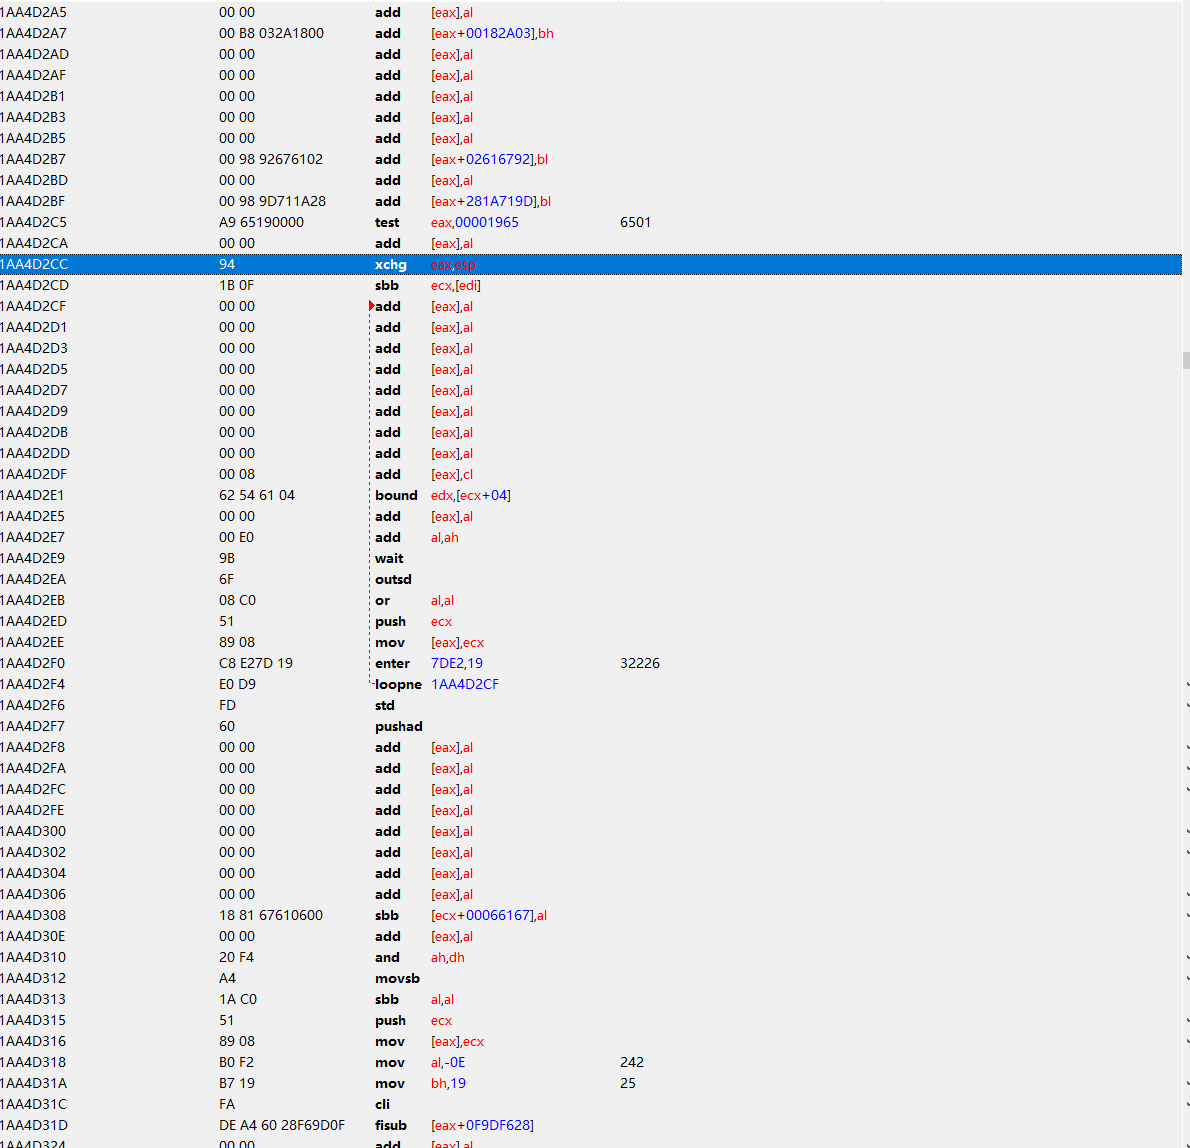 1AA4D2A5 00 00 add [eax],al
1AA4D2A7 00 B8 032A1800 add [eax+00182A03],bh
1AA4D2AD 00 00 add [eax],al
1AA4D2AF 00 00 add [eax],al
1AA4D2B1 00 00 add [eax],al
1AA4D2B3 00 00 add [eax],al
1AA4D2B5 00 00 add [eax],al
1AA4D2B7 00 98 92676102 add [eax+02616792],bl
1AA4D2BD 00 00 add [eax],al
1AA4D2BF 00 98 9D711A28 add [eax+281A719D],bl
1AA4D2C5 A9 65190000 test eax,00001965 6501
1AA4D2CA 00 00 add [eax],al
1AA4D2CC 94 xchg eax,esp
1AA4D2CD 1B 0F sbb ecx,[edi]
1AA4D2CF 00 00 add [eax],al
1AA4D2D1 00 00 add [eax],al
1AA4D2D3 00 00 add [eax],al
1AA4D2D5 00 00 add [eax],al
1AA4D2D7 00 00 add [eax],al
1AA4D2D9 00 00 add [eax],al
1AA4D2DB 00 00 add [eax],al
1AA4D2DD 00 00 add [eax],al
1AA4D2DF 00 08 add [eax],cl
1AA4D2E1 62 54 61 04 bound edx,[ecx+04]
1AA4D2E5 00 00 add [eax],al
1AA4D2E7 00 E0 add al,ah
1AA4D2E9 9B wait
1AA4D2EA 6F outsd
1AA4D2EB 08 C0 or al,al
1AA4D2ED 51 push ecx
1AA4D2EE 89 08 mov [eax],ecx
1AA4D2F0 C8 E27D 19 enter 7DE2,19 32226
1AA4D2F4 E0 D9 loopne 1AA4D2CF
1AA4D2F6 FD std
1AA4D2F7 60 pushad
1AA4D2F8 00 00 add [eax],al
1AA4D2FA 00 00 add [eax],al
1AA4D2FC 00 00 add [eax],al
1AA4D2FE 00 00 add [eax],al
1AA4D300 00 00 add [eax],al
1AA4D302 00 00 add [eax],al
1AA4D304 00 00 add [eax],al
1AA4D306 00 00 add [eax],al
1AA4D308 18 81 67610600 sbb [ecx+00066167],al
1AA4D30E 00 00 add [eax],al
1AA4D310 20 F4 and ah,dh
1AA4D312 A4 movsb
1AA4D313 1A C0 sbb al,al
1AA4D315 51 push ecx
1AA4D316 89 08 mov [eax],ecx
1AA4D318 B0 F2 mov al,-0E 242
1AA4D31A B7 19 mov bh,19 25
1AA4D31C FA cli
1AA4D31D DE A4 60 28F69D0F fisub [eax+0F9DF628]
1AA4D324 00 00 add [eax],al